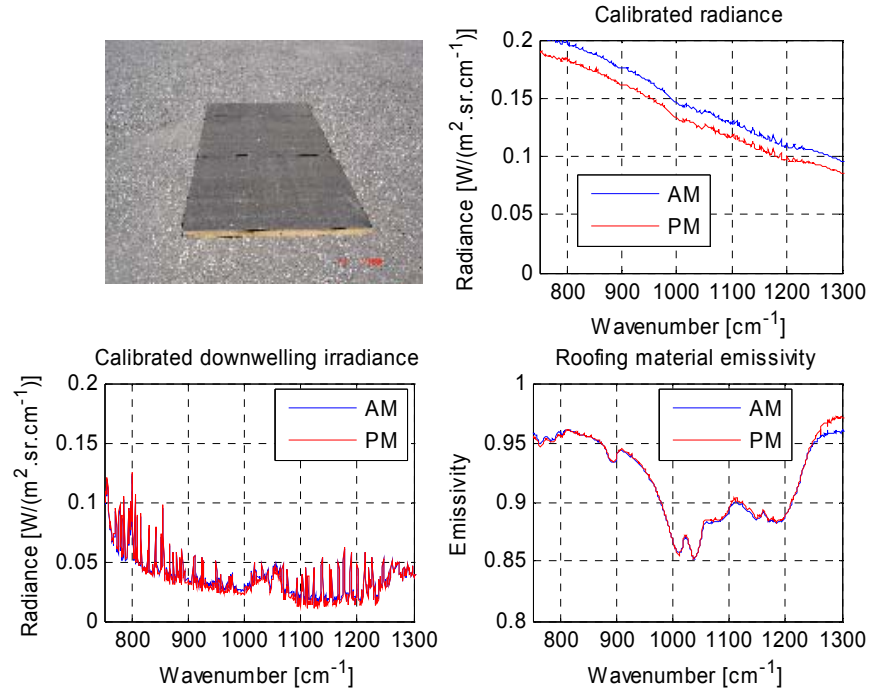 Calibrated radiance
Radiance [W/(m².sr.cm⁻¹)]
0.2
0.15
0.1
0.05
0
AM
PM
800 900 1000 1100 1200 1300
Wavenumber [cm⁻¹]
Calibrated downwelling irradiance
Radiance [W/(m².sr.cm⁻¹)]
0.2
0.15
0.1
0.05
0
AM
PM
800 900 1000 1100 1200 1300
Wavenumber [cm⁻¹]
Roofing material emissivity
Emissivity
1
0.95
0.9
0.85
0.8
AM
PM
800 900 1000 1100 1200 1300
Wavenumber [cm⁻¹]